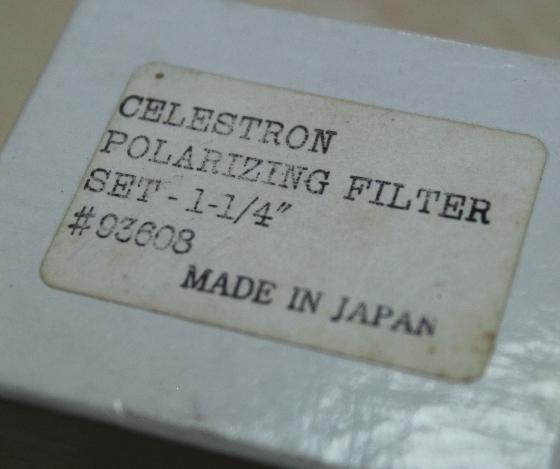 CELESTRON
POLARIZING FILTER
SET - 1-1/4"
#93608
MADE IN JAPAN